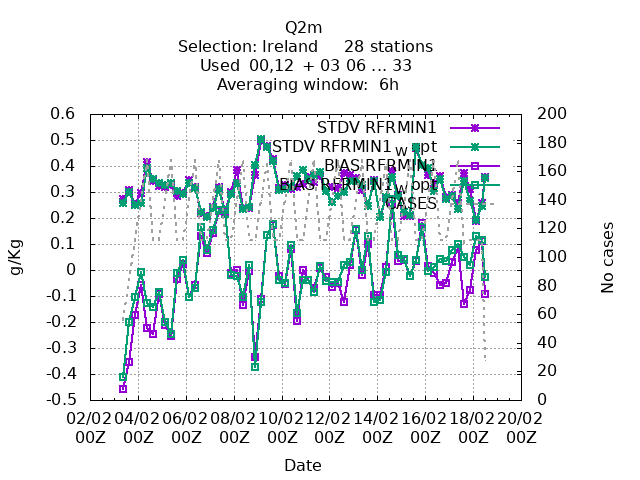 Q2m
Selection: Ireland 28 stations
Used 00,12 + 03 06 ... 33
Averaging window: 6h
0.6
0.5
0.4
0.3
0.2
0.1
0
-0.1
-0.2
-0.3
-0.4
-0.5
g/Kg
STDV RFRMIN1
STDV RFRMIN1_w opt
BIAS RFRMIN1
BIAS RFRMIN1_w opt
CASES
200
180
160
140
120
100
80
60
40
20
0
No cases
02/02 04/02 06/02 08/02 10/02 12/02 14/02 16/02 18/02 20/02
00Z 00Z 00Z 00Z 00Z 00Z 00Z 00Z 00Z 00Z
Date